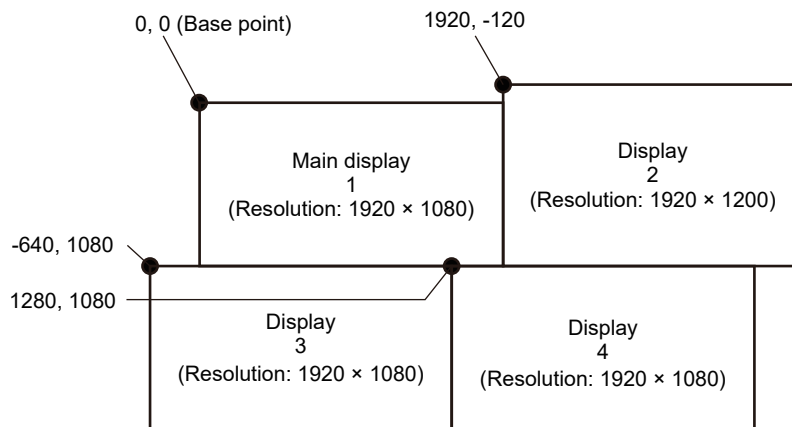 0, 0 (Base point)
1920, -120
Main display
1
(Resolution: 1920 × 1080)
Display
2
(Resolution: 1920 × 1200)
-640, 1080
1280, 1080
Display
3
(Resolution: 1920 × 1080)
Display
4
(Resolution: 1920 × 1080)